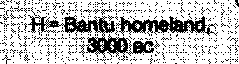 H = Bantu homeland,
3000 BC